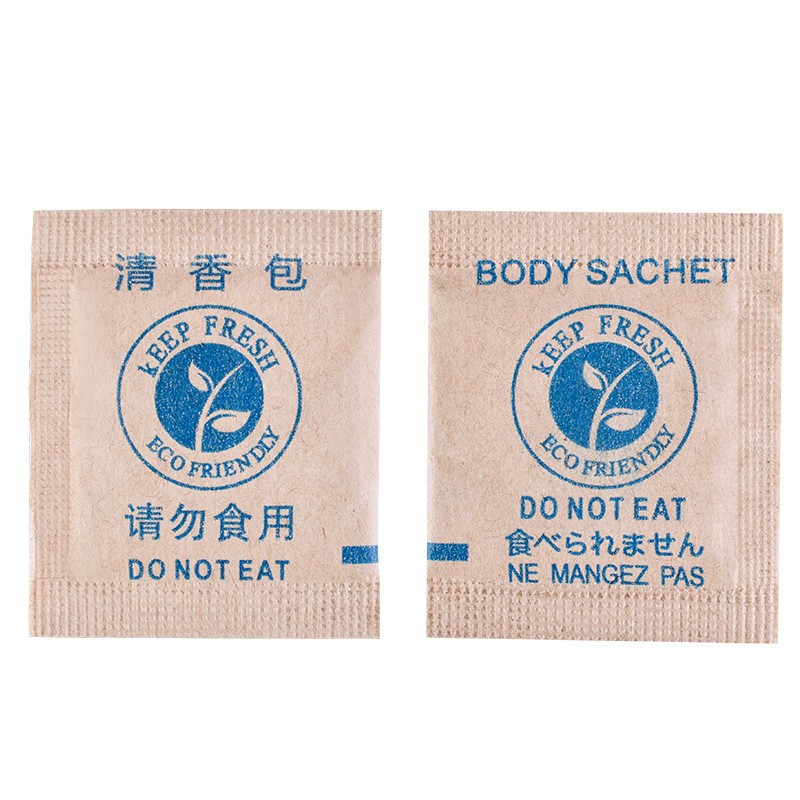 清香包
kEEP FRESH
ECO FRIENDLY
请勿食用
DO NOT EAT
BODY SACHET
kEEP FRESH
ECO FRIENDLY
DO NOT EAT
食べられません
NE MANGEZ PAS